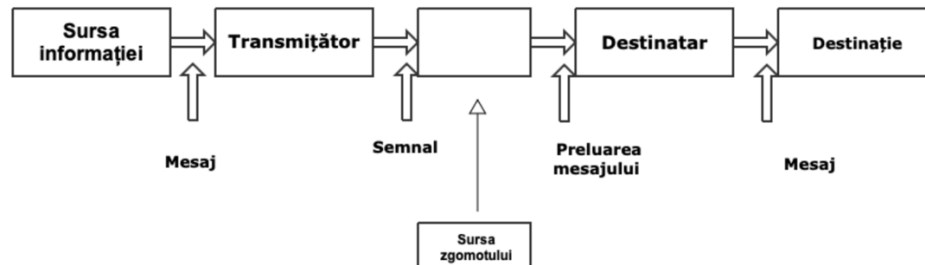 Sursa
informației
Transmițător
Destinatar
Destinație
Mesaj
Semnal
Preluarea
mesajului
Mesaj
Sursa
zgomotului